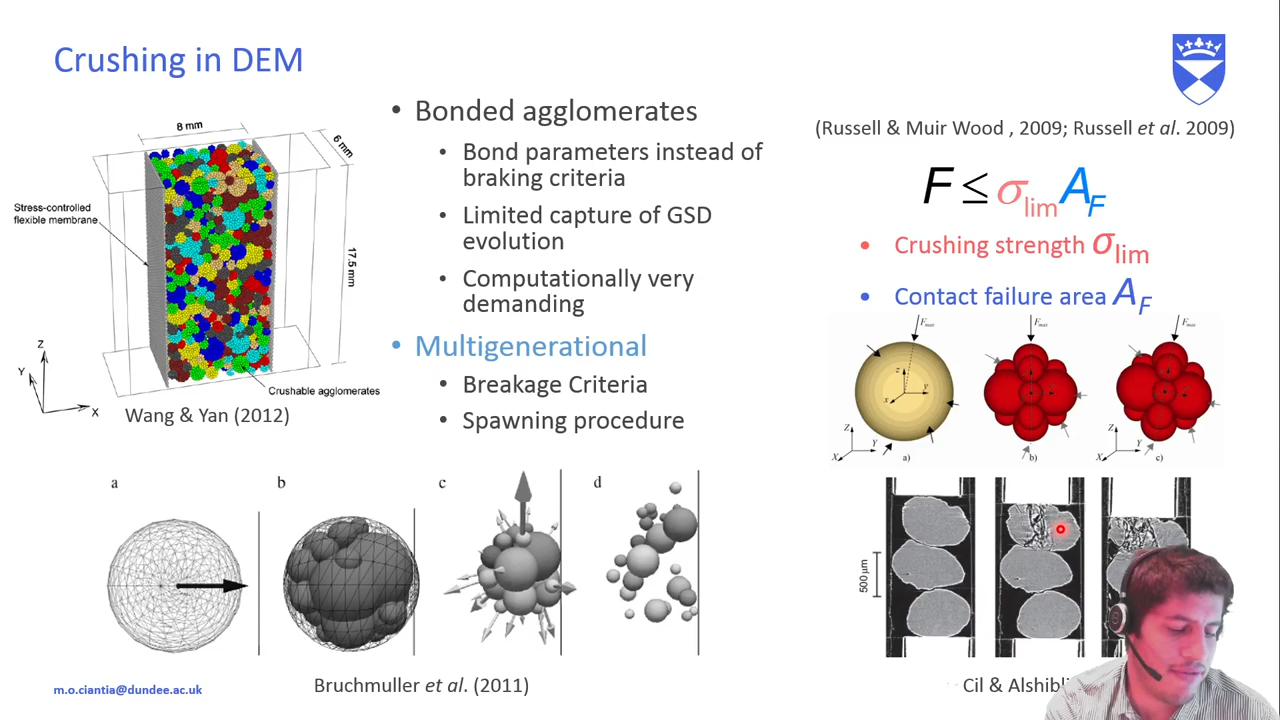 Crushing in DEM
8 mm
6 mm
Stress-controlled
flexible membrane
17.5 mm
Z
Y
X
Crushable agglomerates
Wang & Yan (2012)
• Bonded agglomerates
• Bond parameters instead of
braking criteria
• Limited capture of GSD
evolution
• Computationally very
demanding
• Multigenerational
• Breakage Criteria
• Spawning procedure
(Russell & Muir Wood , 2009; Russell et al. 2009)
F ≤ σlim AF
• Crushing strength σlim
• Contact failure area AF
Fmax
Fmax
Fmax
z
y
x
Z
Y
X
a)
b)
Z
Y
X
c)
a
b
c
d
500 μm
m.o.ciantia@dundee.ac.uk
Bruchmuller et al. (2011)
Cil &